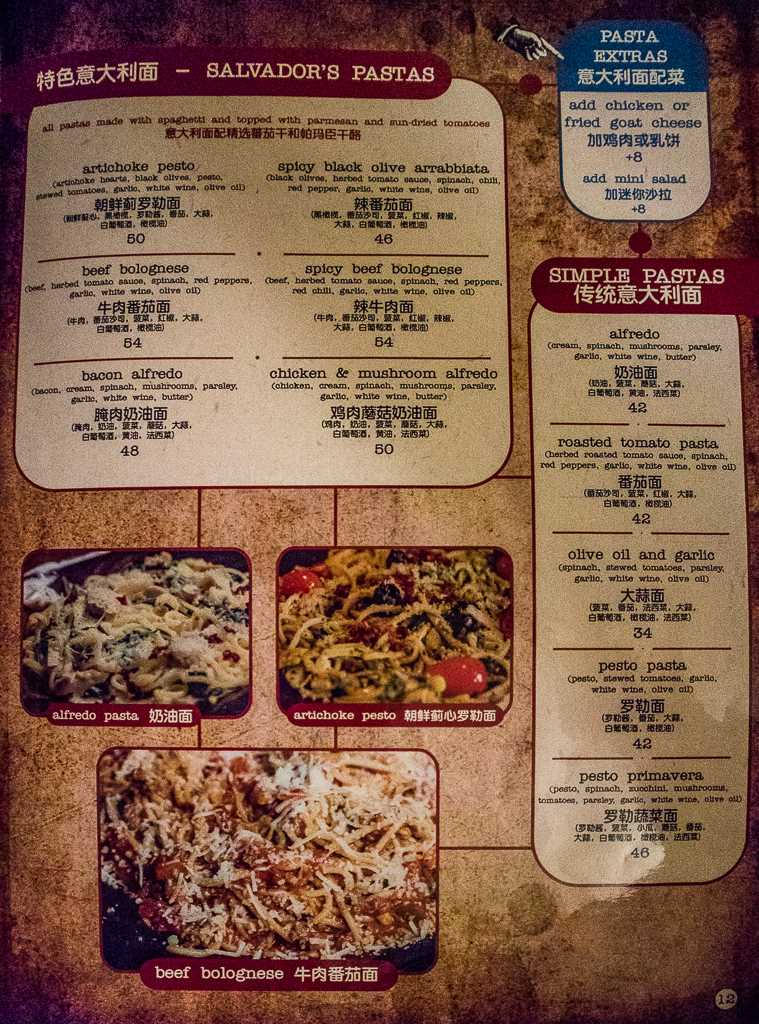 特色意大利面 – SALVADOR'S PASTAS
all pastas made with spaghetti and topped with parmesan and sun-dried tomatoes
意大利面配精选番茄干和帕玛臣干酪
artichoke pesto
(artichoke hearts, black olives, pesto,
stewed tomatoes, garlic, white wine, olive oil)
朝鲜蓟罗勒面
(朝鲜蓟心, 黑橄榄, 罗勒酱, 番茄, 大蒜,
白葡萄酒, 橄榄油)
50
spicy black olive arrabbiata
(black olives, herbed tomato sauce, spinach, chili,
red pepper, garlic, white wine, olive oil)
辣番茄面
(黑橄榄, 番茄沙司, 菠菜, 红椒, 辣椒,
大蒜, 白葡萄酒, 橄榄油)
46
beef bolognese
(beef, herbed tomato sauce, spinach, red peppers,
garlic, white wine, olive oil)
牛肉番茄面
(牛肉, 番茄沙司, 菠菜, 红椒, 大蒜,
白葡萄酒, 橄榄油)
54
spicy beef bolognese
(beef, herbed tomato sauce, spinach, red peppers,
red chili, garlic, white wine, olive oil)
辣牛肉面
(牛肉, 番茄沙司, 菠菜, 红椒, 辣椒,
大蒜, 白葡萄酒, 橄榄油)
54
bacon alfredo
(bacon, cream, spinach, mushrooms, parsley,
garlic, white wine, butter)
腌肉奶油面
(腌肉, 奶油, 菠菜, 蘑菇, 大蒜,
白葡萄酒, 黄油, 法西菜)
48
chicken & mushroom alfredo
(chicken, cream, spinach, mushrooms, parsley,
garlic, white wine, butter)
鸡肉蘑菇奶油面
(鸡肉, 奶油, 菠菜, 蘑菇, 大蒜,
白葡萄酒, 黄油, 法西菜)
50
PASTA
EXTRAS
意大利面配菜
add chicken or
fried goat cheese
加鸡肉或乳饼
+8
add mini salad
加迷你沙拉
+8
SIMPLE PASTAS
传统意大利面
alfredo
(cream, spinach, mushrooms, parsley,
garlic, white wine, butter)
奶油面
(奶油, 菠菜, 蘑菇, 大蒜,
白葡萄酒, 黄油, 法西菜)
42
roasted tomato pasta
(herbed roasted tomato sauce, spinach,
red peppers, garlic, white wine, olive oil)
番茄面
(番茄沙司, 菠菜, 红椒, 大蒜,
白葡萄酒, 橄榄油)
42
olive oil and garlic
(spinach, stewed tomatoes, parsley,
garlic, white wine, olive oil)
大蒜面
(菠菜, 番茄, 法西菜, 大蒜,
白葡萄酒, 橄榄油)
34
pesto pasta
(pesto, stewed tomatoes, garlic,
white wine, olive oil)
罗勒面
(罗勒酱, 番茄, 大蒜,
白葡萄酒, 橄榄油)
42
pesto primavera
(pesto, spinach, zucchini, mushrooms,
tomatoes, parsley, garlic, white wine, olive oil)
罗勒蔬菜面
(罗勒酱, 菠菜, 小瓜, 蘑菇, 番茄,
大蒜, 白葡萄酒, 橄榄油, 法西菜)
46
alfredo pasta 奶油面
artichoke pesto 朝鲜蓟心罗勒面
beef bolognese 牛肉番茄面
12